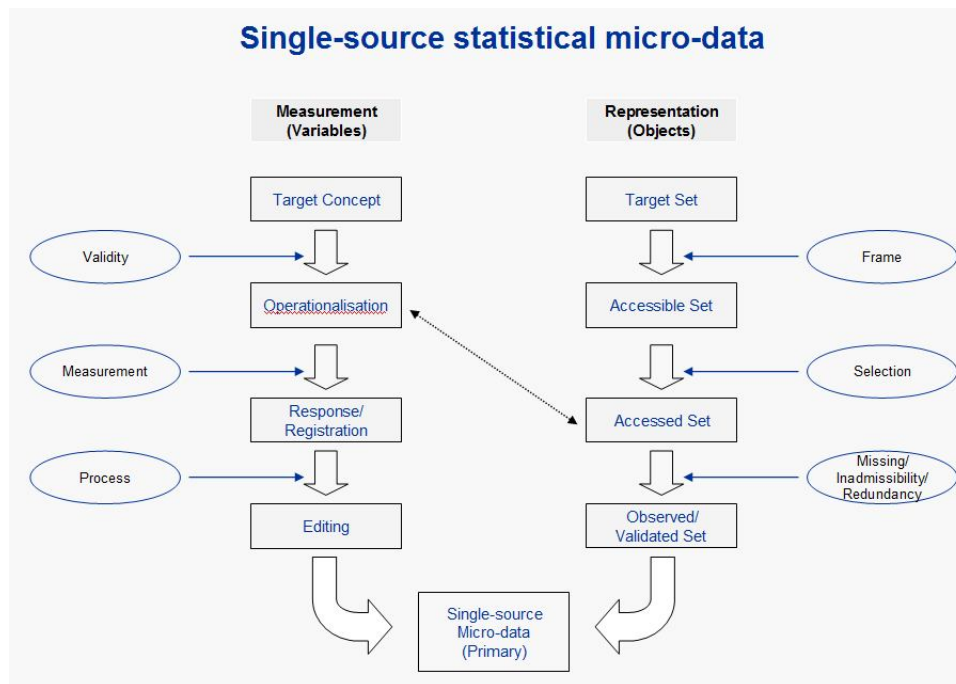 Single-source statistical micro-data
Measurement
(Variables)
Representation
(Objects)
Target Concept
Target Set
Validity
Frame
Operationalisation
Accessible Set
Measurement
Selection
Response/
Registration
Accessed Set
Process
Missing/
Inadmissibility/
Redundancy
Editing
Observed/
Validated Set
Single-source
Micro-data
(Primary)